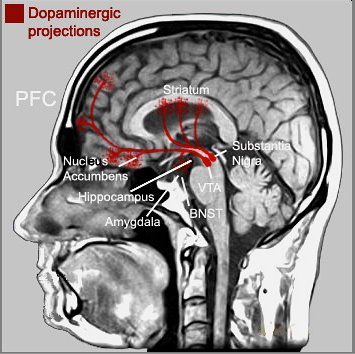 Dopaminergic
projections
PFC
Striatum
Substantia
Nigra
Nucleus
Accumbens
VTA
Hippocampus
BNST
Amygdala